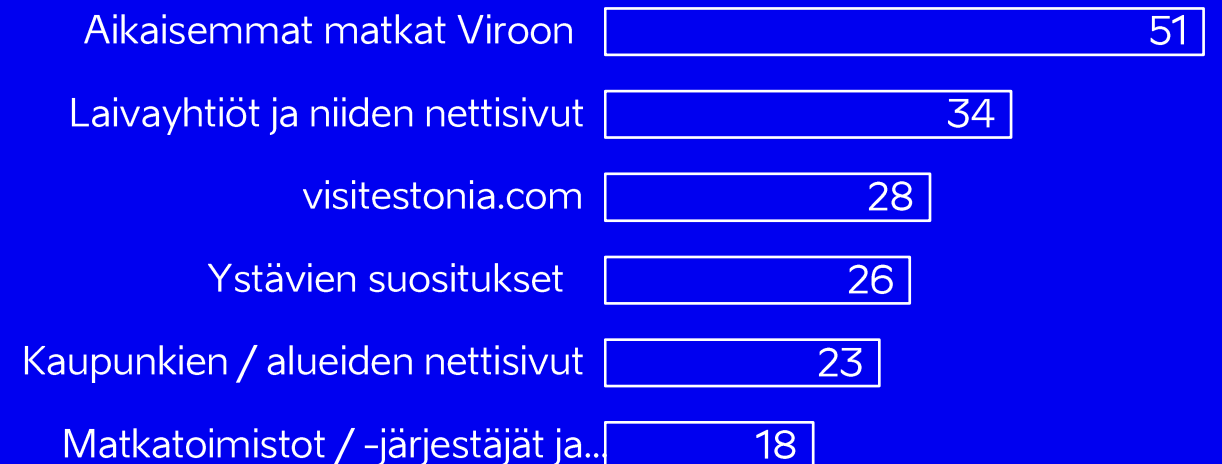 Aikaisemmat matkat Viroon 51
Laivayhtiöt ja niiden nettisivut 34
visitestonia.com 28
Ystävien suositukset 26
Kaupunkien / alueiden nettisivut 23
Matkatoimistot / -järjestäjät ja... 18